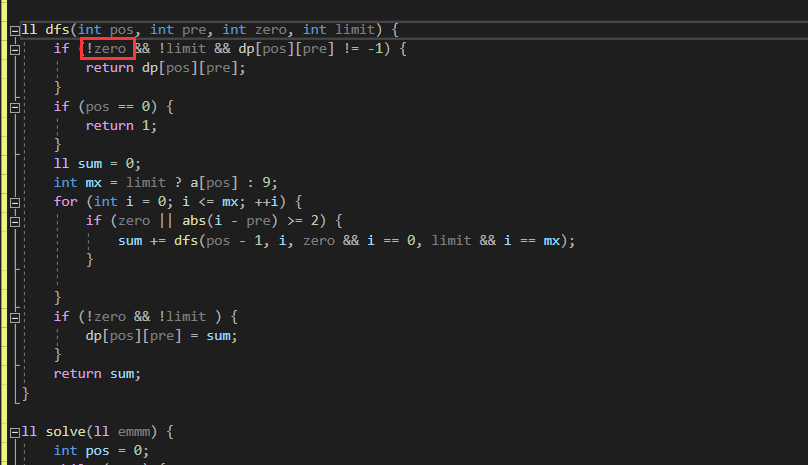 ll dfs(int pos, int pre, int zero, int limit) {
if (!zero && !limit && dp[pos][pre] != -1) {
return dp[pos][pre];
}
if (pos == 0) {
return 1;
}
ll sum = 0;
int mx = limit ? a[pos] : 9;
for (int i = 0; i <= mx; ++i) {
if (zero || abs(i - pre) >= 2) {
sum += dfs(pos - 1, i, zero && i == 0, limit && i == mx);
}
}
if (!zero && !limit ) {
dp[pos][pre] = sum;
}
return sum;
}
ll solve(ll emmm) {
int pos = 0;